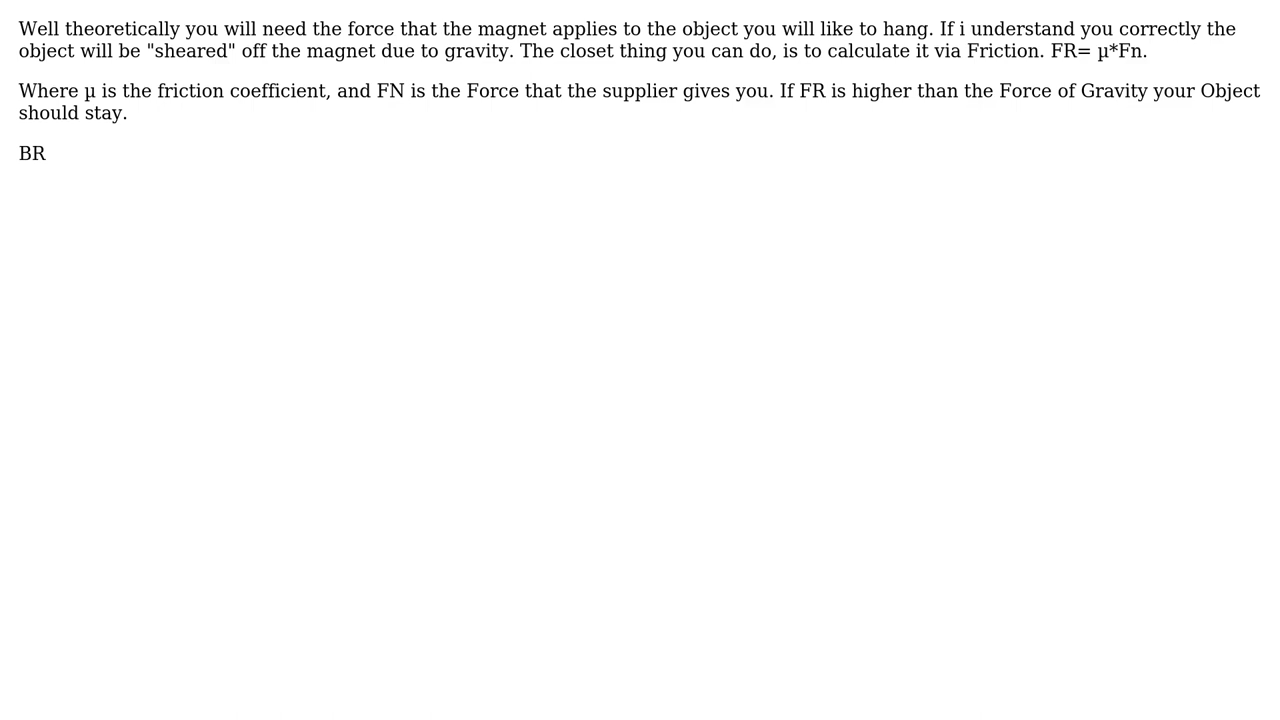 Well theoretically you will need the force that the magnet applies to the object you will like to hang. If i understand you correctly the
object will be "sheared" off the magnet due to gravity. The closet thing you can do, is to calculate it via Friction. FR= µ*Fn.
Where µ is the friction coefficient, and FN is the Force that the supplier gives you. If FR is higher than the Force of Gravity your Object
should stay.
BR